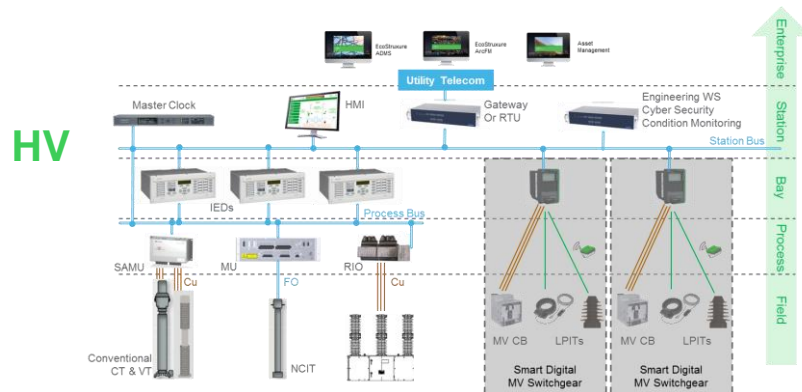 EcoStruxure
ADMS
EcoStruxure
ArcFM
Asset
Management
Enterprise
Utility Telecom
Master Clock
HMI
Gateway
Or RTU
Engineering WS
Cyber Security
Condition Monitoring
Station
HV
Station Bus
IEDs
Bay
Process Bus
SAMU
MU
RIO
Process
Cu
FO
Cu
Field
MV CB
LPITs
MV CB
LPITs
Conventional
CT & VT
NCIT
Smart Digital
MV Switchgear
Smart Digital
MV Switchgear